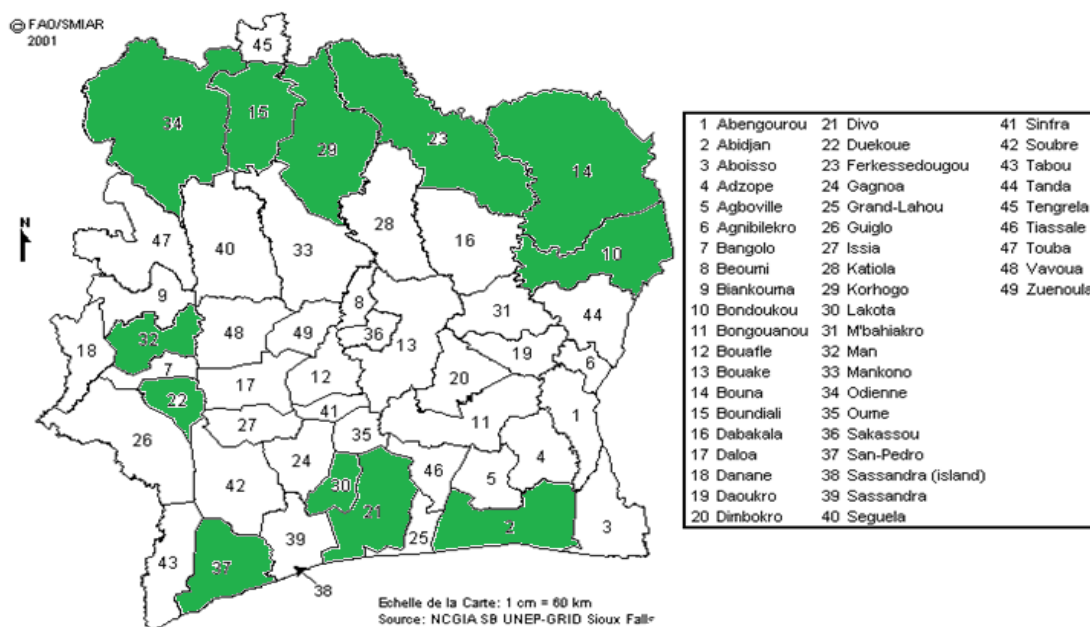 © FAO/SMIAR
2001
45
34
15
29
23
14
N
47
40
33
28
16
10
9
8
31
44
32
48
49
36
13
19
18
7
6
22
17
12
20
41
1
26
27
35
11
24
4
30
46
5
42
21
2
39
25
3
43
37
38
Echelle de la Carte: 1 cm = 60 km
Source: NCGIA SB UNEP-GRID Sioux Falls
1 Abengourou
2 Abidjan
3 Aboisso
4 Adzope
5 Agboville
6 Agnibilekro
7 Bangolo
8 Beoumi
9 Biankouma
10 Bondoukou
11 Bongouanou
12 Bouafle
13 Bouake
14 Bouna
15 Boundiali
16 Dabakala
17 Daloa
18 Danane
19 Daoukro
20 Dimbokro
21 Divo
22 Duekoue
23 Ferkessedougou
24 Gagnoa
25 Grand-Lahou
26 Guiglo
27 Issia
28 Katiola
29 Korhogo
30 Lakota
31 M'bahiakro
32 Man
33 Mankono
34 Odienne
35 Oume
36 Sakassou
37 San-Pedro
38 Sassandra (island)
39 Sassandra
40 Seguela
41 Sinfra
42 Soubre
43 Tabou
44 Tanda
45 Tengrela
46 Tiassale
47 Touba
48 Vavoua
49 Zuenoula